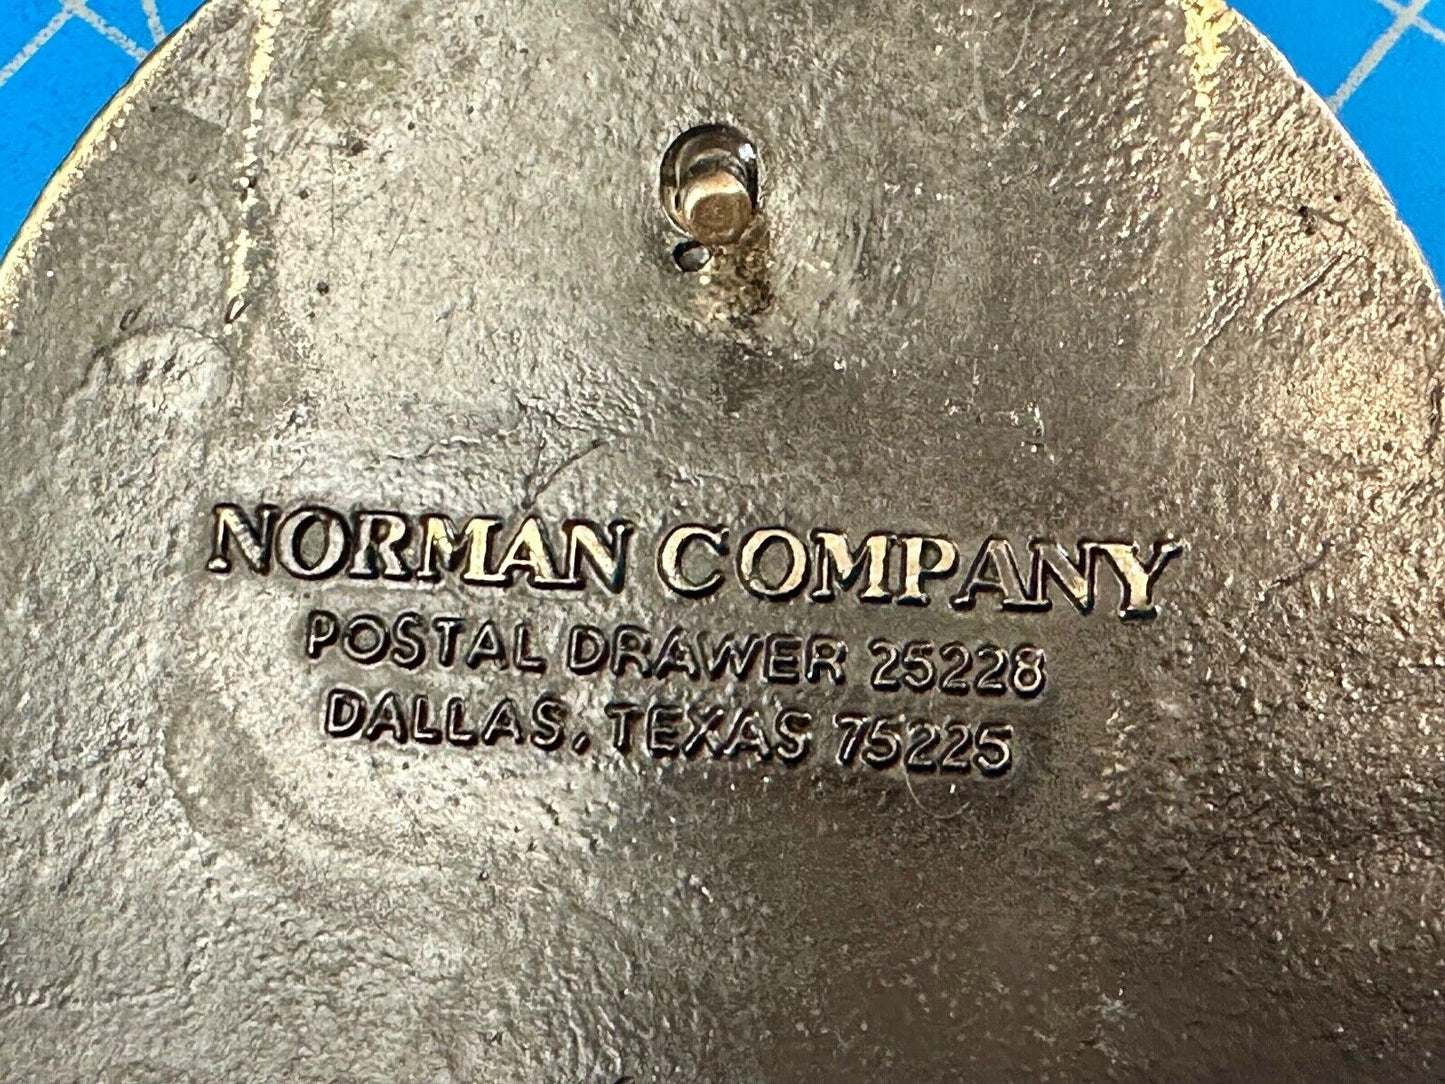 NORMAN COMPANY
POSTAL DRAWER 25228
DALLAS, TEXAS 75225